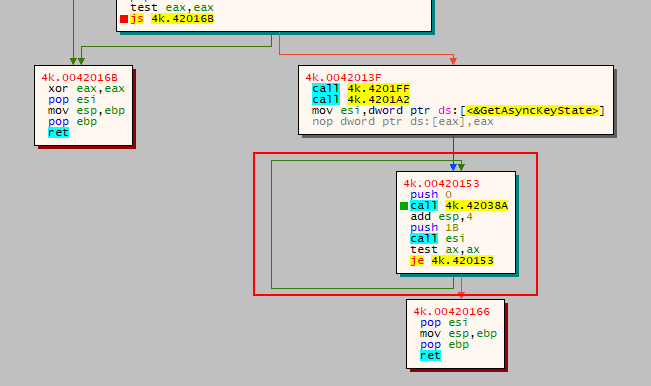 test eax,eax
js 4k.42016B
4k.0042016B
xor eax,eax
pop esi
mov esp,ebp
pop ebp
ret
4k.0042013F
call 4k.4201FF
call 4k.4201A2
mov esi,dword ptr ds:[<&GetAsyncKeyState>]
nop dword ptr ds:[eax],eax
4k.00420153
push 0
call 4k.42038A
add esp,4
push 1B
call esi
test ax,ax
je 4k.420153
4k.00420166
pop esi
mov esp,ebp
pop ebp
ret